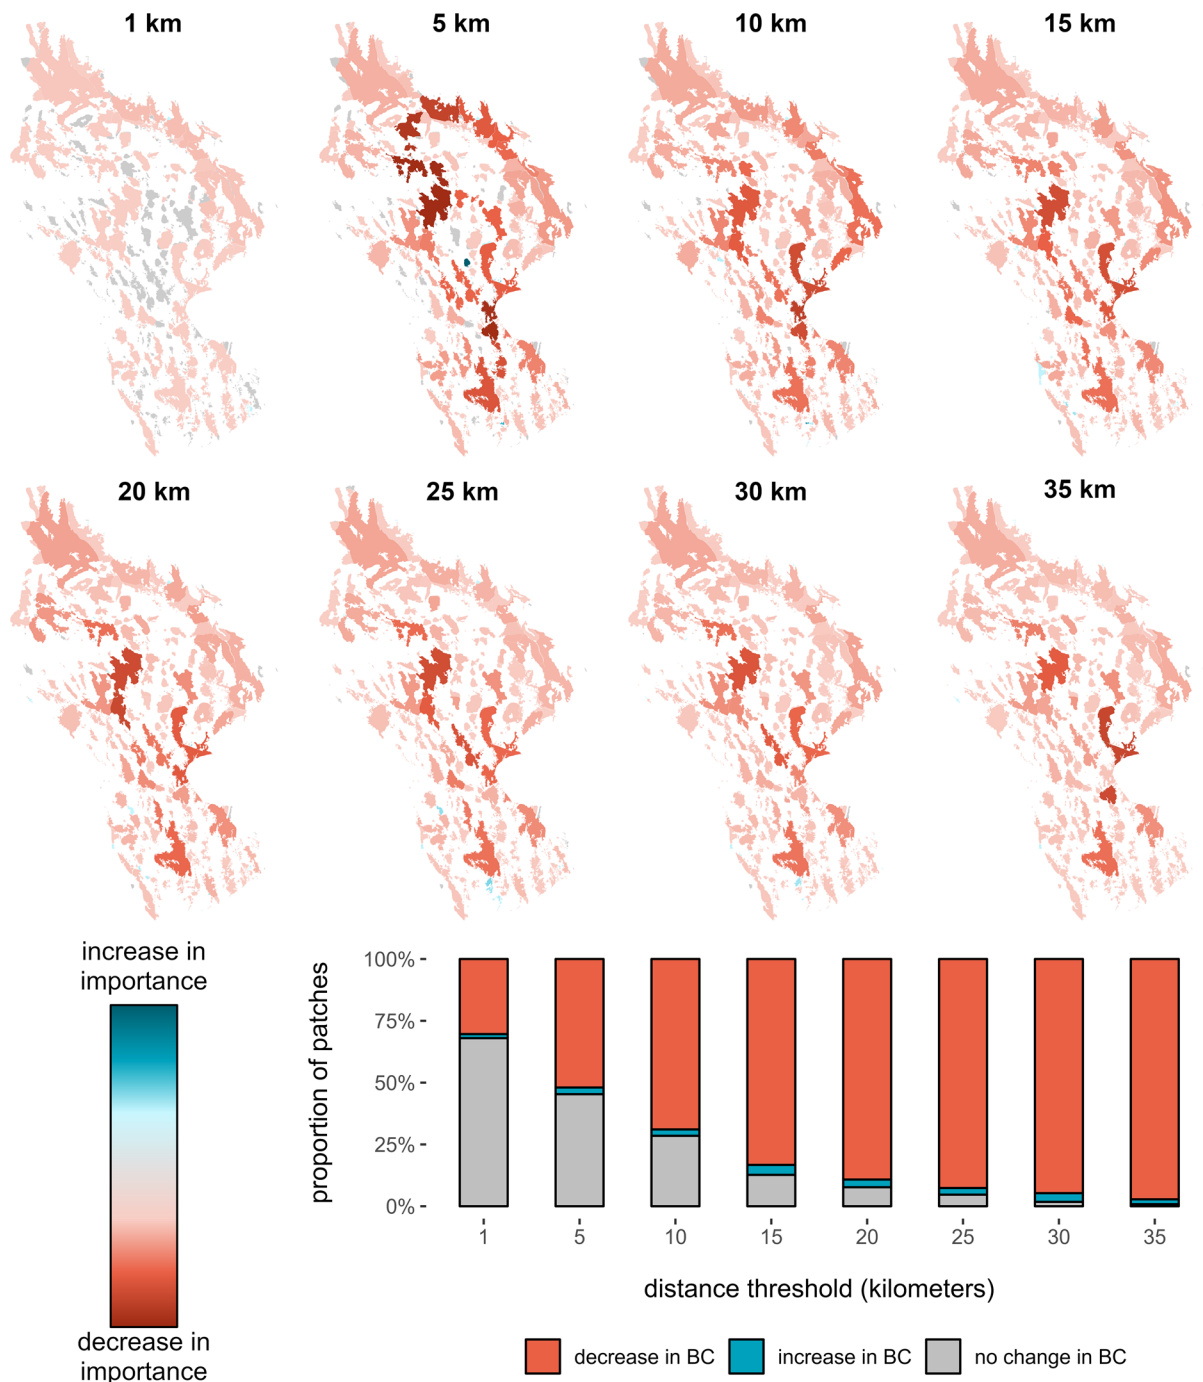 1 km
5 km
10 km
15 km
20 km
25 km
30 km
35 km
increase in
importance
decrease in
importance
proportion of patches
100%
75%
50%
25%
0%
1
5
10
15
20
25
30
35
distance threshold (kilometers)
decrease in BC
increase in BC
no change in BC